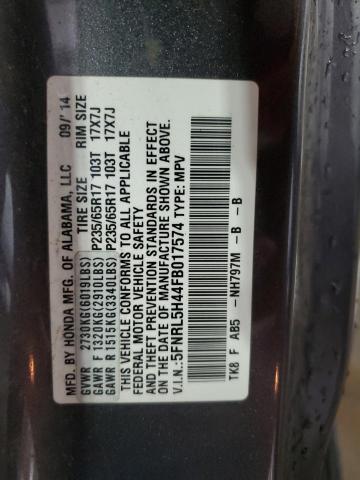 MFD. BY HONDA MFG. OF ALABAMA, LLC 09/'14
TIRE SIZE RIM SIZE
GVWR 2730KG(6019LBS)
GAWR F 1320KG(2910LBS) P235/65R17 103T 17X7J
GAWR R 1515KG(3340LBS) P235/65R17 103T 17X7J
THIS VEHICLE CONFORMS TO ALL APPLICABLE
FEDERAL MOTOR VEHICLE SAFETY
AND THEFT PREVENTION STANDARDS IN EFFECT
ON THE DATE OF MANUFACTURE SHOWN ABOVE.
V.I.N.: 5FNRL5H44FB017574 TYPE: MPV
TK8 F AB5 -NH797M -B -B